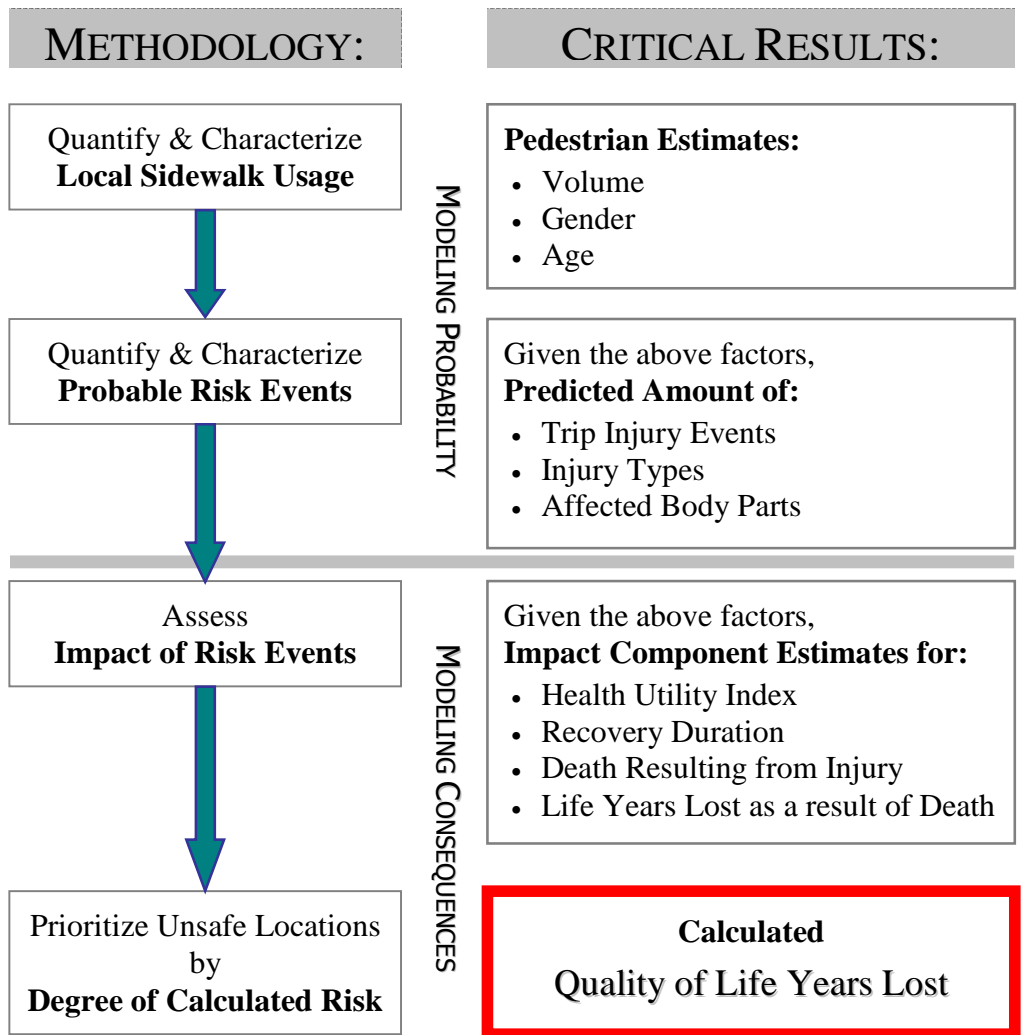 METHODOLOGY:
CRITICAL RESULTS:
Quantify & Characterize
Local Sidewalk Usage
Pedestrian Estimates:
• Volume
• Gender
• Age
MODELING PROBABILITY
Quantify & Characterize
Probable Risk Events
Given the above factors,
Predicted Amount of:
• Trip Injury Events
• Injury Types
• Affected Body Parts
Assess
Impact of Risk Events
Given the above factors,
Impact Component Estimates for:
• Health Utility Index
• Recovery Duration
• Death Resulting from Injury
• Life Years Lost as a result of Death
MODELING CONSEQUENCES
Prioritize Unsafe Locations
by
Degree of Calculated Risk
Calculated
Quality of Life Years Lost